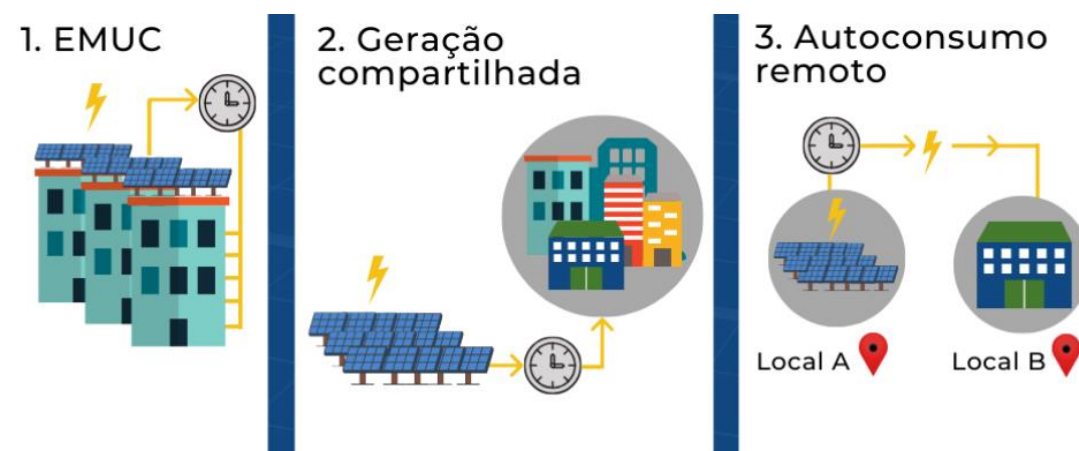 1. EMUC
2. Geração
compartilhada
3. Autoconsumo
remoto
Local A
Local B